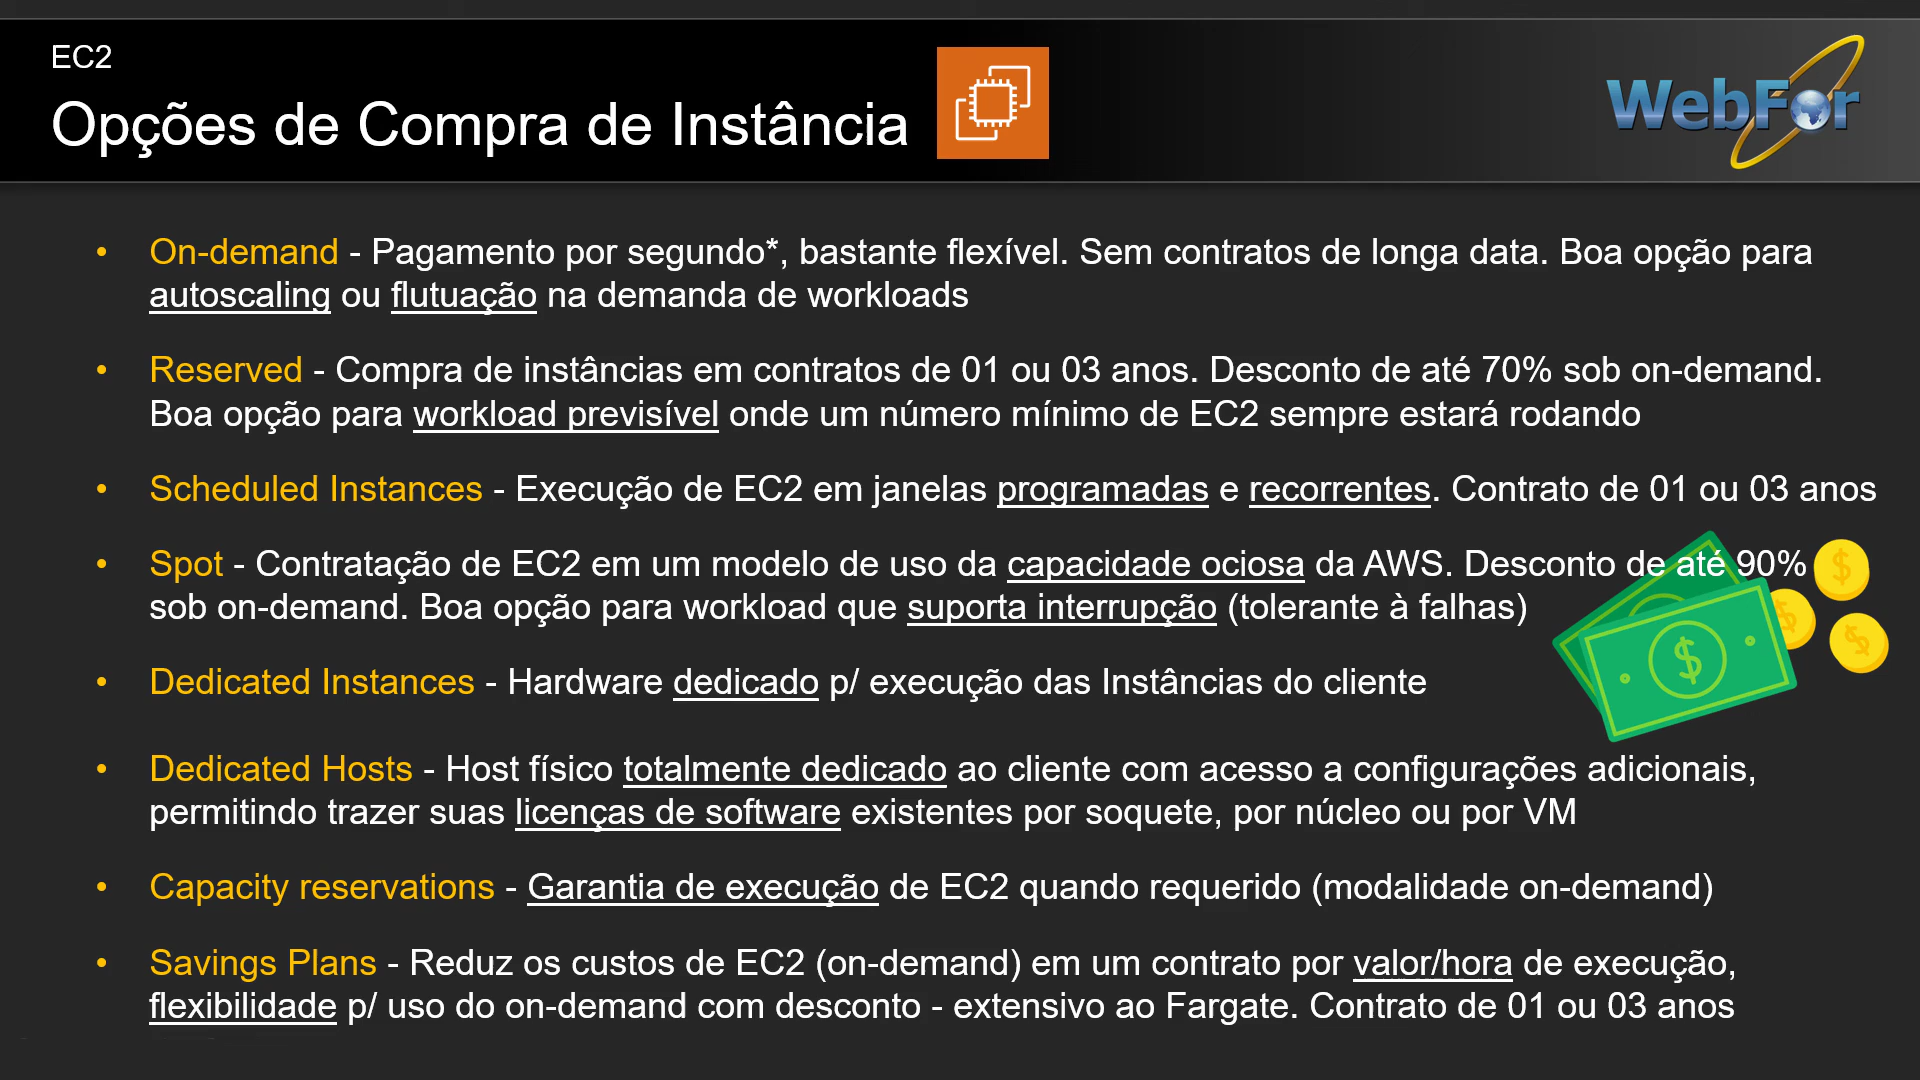 EC2
Opções de Compra de Instância
WebFor
• On-demand - Pagamento por segundo*, bastante flexível. Sem contratos de longa data. Boa opção para
autoscaling ou flutuação na demanda de workloads
• Reserved - Compra de instâncias em contratos de 01 ou 03 anos. Desconto de até 70% sob on-demand.
Boa opção para workload previsível onde um número mínimo de EC2 sempre estará rodando
• Scheduled Instances - Execução de EC2 em janelas programadas e recorrentes. Contrato de 01 ou 03 anos
• Spot - Contratação de EC2 em um modelo de uso da capacidade ociosa da AWS. Desconto de até 90%
sob on-demand. Boa opção para workload que suporta interrupção (tolerante à falhas)
• Dedicated Instances - Hardware dedicado p/ execução das Instâncias do cliente
• Dedicated Hosts - Host físico totalmente dedicado ao cliente com acesso a configurações adicionais,
permitindo trazer suas licenças de software existentes por soquete, por núcleo ou por VM
• Capacity reservations - Garantia de execução de EC2 quando requerido (modalidade on-demand)
• Savings Plans - Reduz os custos de EC2 (on-demand) em um contrato por valor/hora de execução,
flexibilidade p/ uso do on-demand com desconto - extensivo ao Fargate. Contrato de 01 ou 03 anos